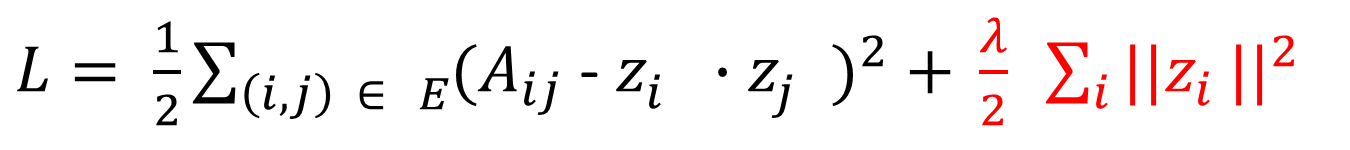 L = 1/2 ∑(i,j) ∈ E (Aij - zi · zj )² + λ/2 ∑i ||zi ||²